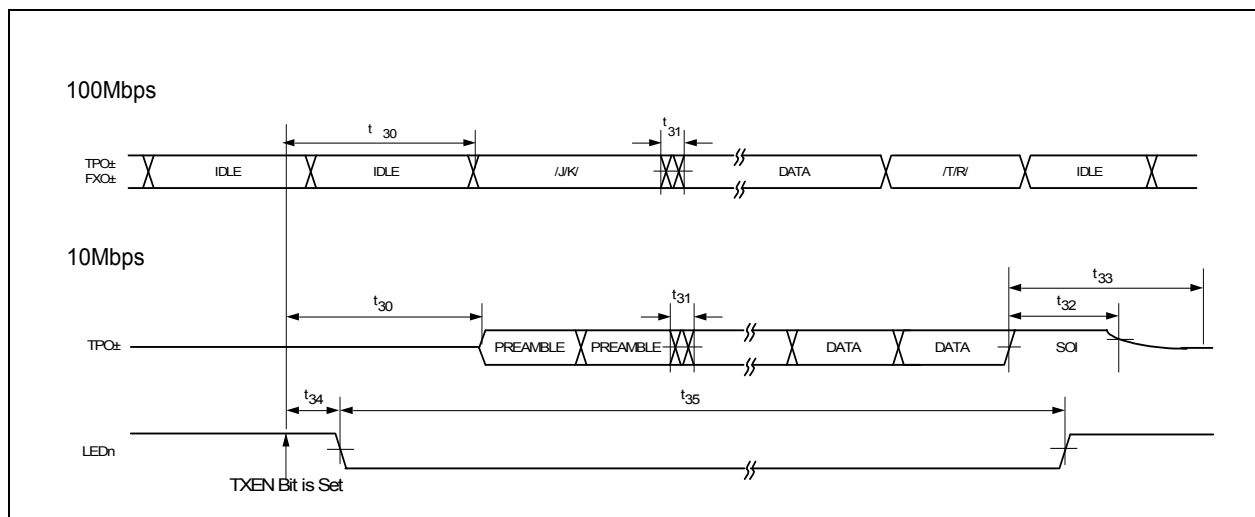 100Mbps
t 30
t 31
TPO±
FXO±
IDLE
IDLE
/J/K/
DATA
/T/R/
IDLE
10Mbps
t33
t30
t31
t32
TPO±
PREAMBLE
PREAMBLE
DATA
DATA
SOI
t34
t35
LEDn
TXEN Bit is Set